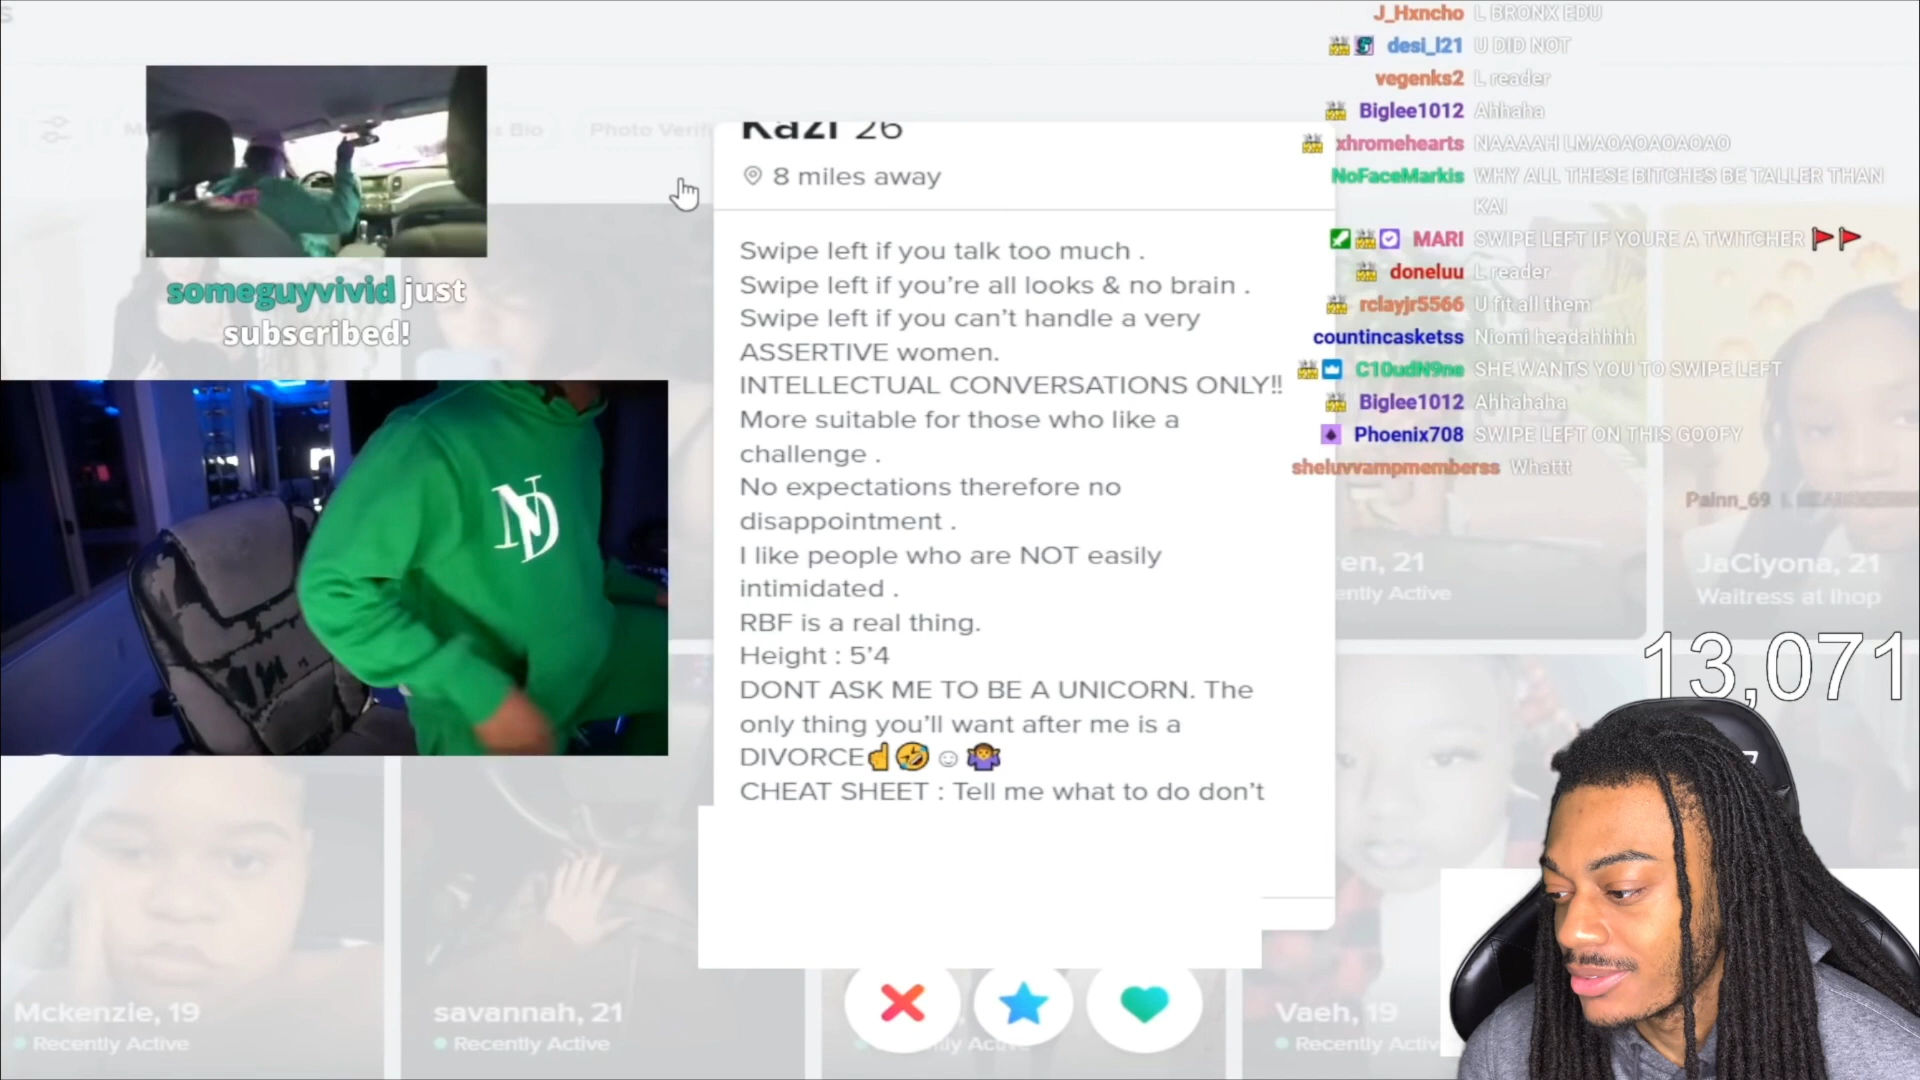 someguyvivid just
subscribed!
ND
Photo Verif
Bio
Kazi 26
8 miles away
Swipe left if you talk too much .
Swipe left if you’re all looks & no brain .
Swipe left if you can’t handle a very
ASSERTIVE women.
INTELLECTUAL CONVERSATIONS ONLY!!
More suitable for those who like a
challenge .
No expectations therefore no
disappointment .
I like people who are NOT easily
intimidated .
RBF is a real thing.
Height : 5’4
DONT ASK ME TO BE A UNICORN. The
only thing you’ll want after me is a
DIVORCE☝️🤣☺🤷🏾‍♀️
CHEAT SHEET : Tell me what to do don’t
J_Hxncho L BRONX EDU
desi_l21 U DID NOT
vegenks2 L reader
Biglee1012 Ahhaha
xhromehearts NAAAAH LMAOAOAOAOAO
NoFaceMarkis WHY ALL THESE BITCHES BE TALLER THAN
KAI
MARI SWIPE LEFT IF YOURE A TWITCHER 🚩🚩
doneluu L reader
rclayjr5566 U fit all them
countincasketss Niomi headahhhh
C10udN9ne SHE WANTS YOU TO SWIPE LEFT
Biglee1012 Ahhahaha
Phoenix708 SWIPE LEFT ON THIS GOOFY
sheluvvampmemberss Whattt
Painn_69 L
en, 21
ently Active
JaCiyona, 21
Waitress at Ihop
13,071
Mckenzie, 19
Recently Active
savannah, 21
Recently Active
Vaeh, 19
Recently Activ